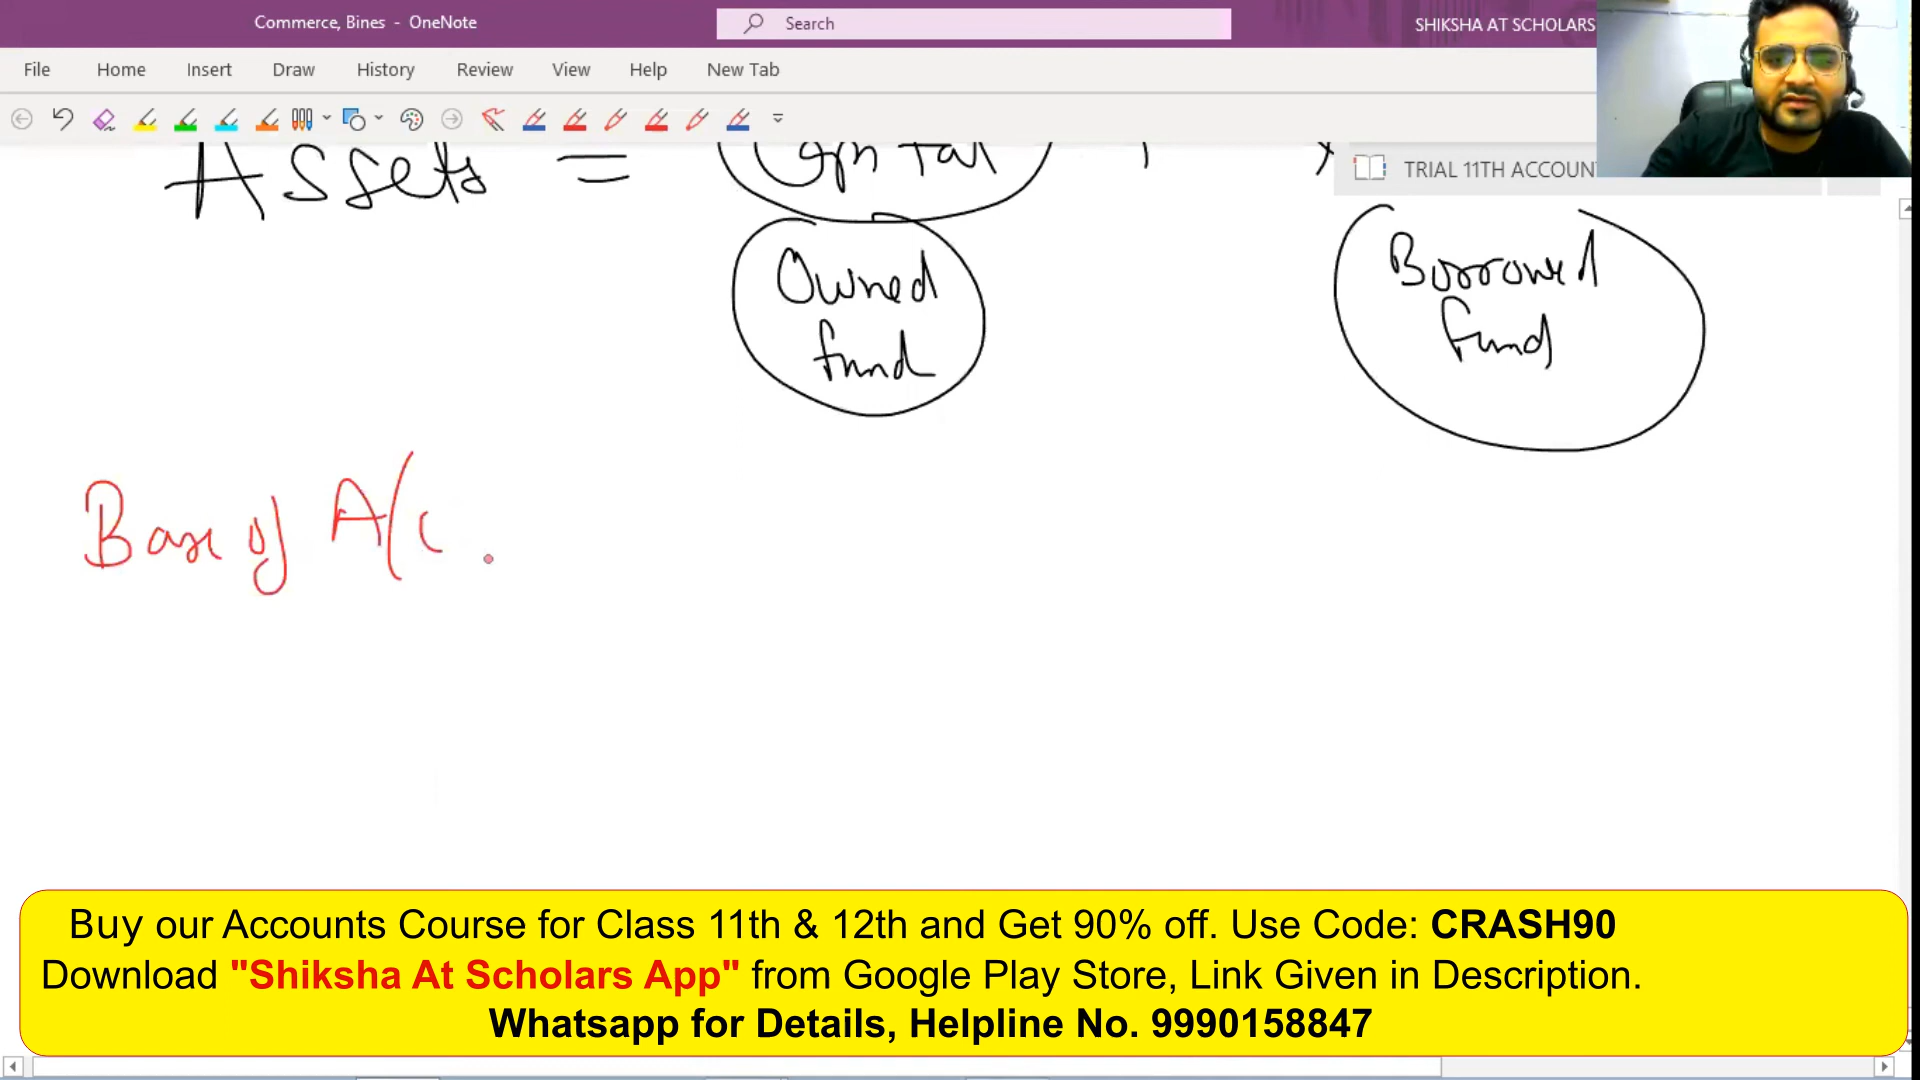 Commerce, Bines - OneNote
Search
SHIKSHA AT SCHOLARS
File Home Insert Draw History Review View Help New Tab
Assets = Capital +
TRIAL 11TH ACCOUN
Owned
fund
Borrowed
fund
Base of A/c
Buy our Accounts Course for Class 11th & 12th and Get 90% off. Use Code: CRASH90
Download "Shiksha At Scholars App" from Google Play Store, Link Given in Description.
Whatsapp for Details, Helpline No. 9990158847